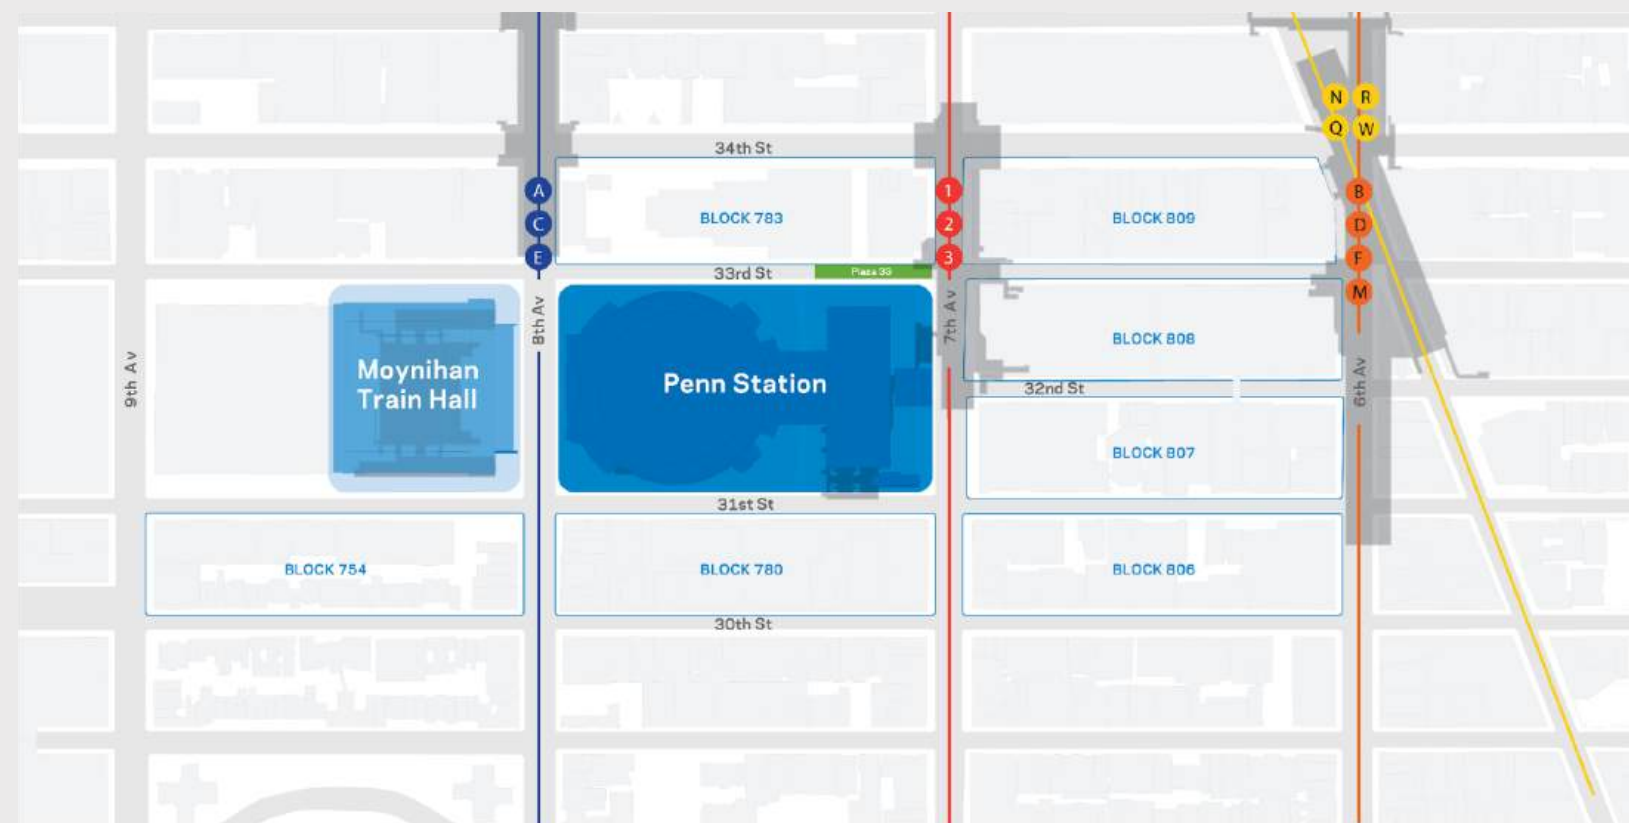 N R
Q W
34th St
A
C
E
BLOCK 783
1
2
3
BLOCK 809
B
D
F
M
33rd St
Plaza 33
8th Av
7th Av
9th Av
6th Av
Moynihan
Train Hall
Penn Station
BLOCK 808
32nd St
BLOCK 807
31st St
BLOCK 754
BLOCK 780
BLOCK 806
30th St